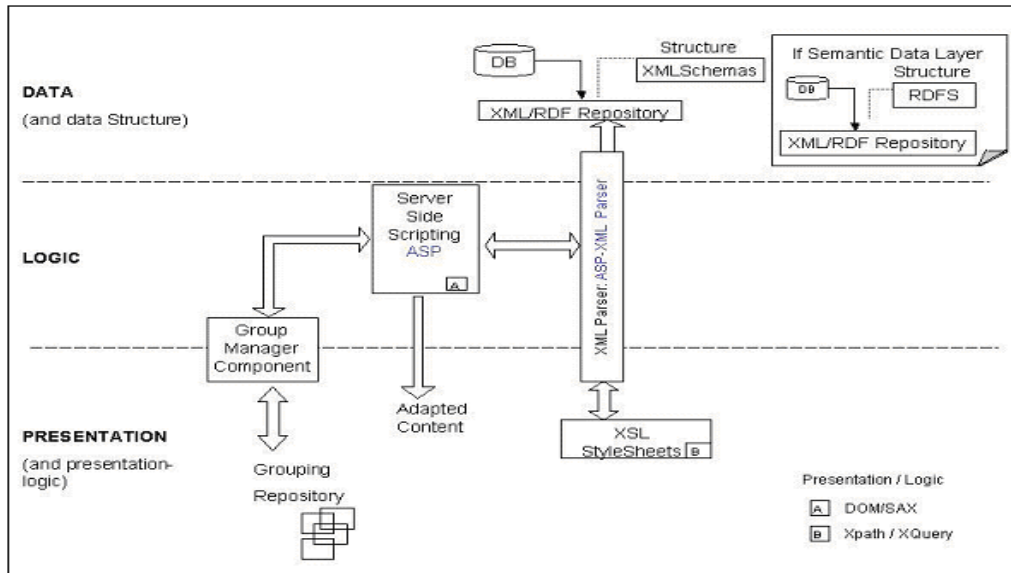 DATA
(and data Structure)
DB
Structure
XMLSchemas
XML/RDF Repository
If Semantic Data Layer
Structure
DB
RDFS
XML/RDF Repository
LOGIC
Server
Side
Scripting
ASP
A
XML Parser: ASP-XML Parser
Group
Manager
Component
PRESENTATION
(and presentation-
logic)
Adapted
Content
XSL
StyleSheets
B
Grouping
Repository
Presentation / Logic
A DOM/SAX
B Xpath / XQuery